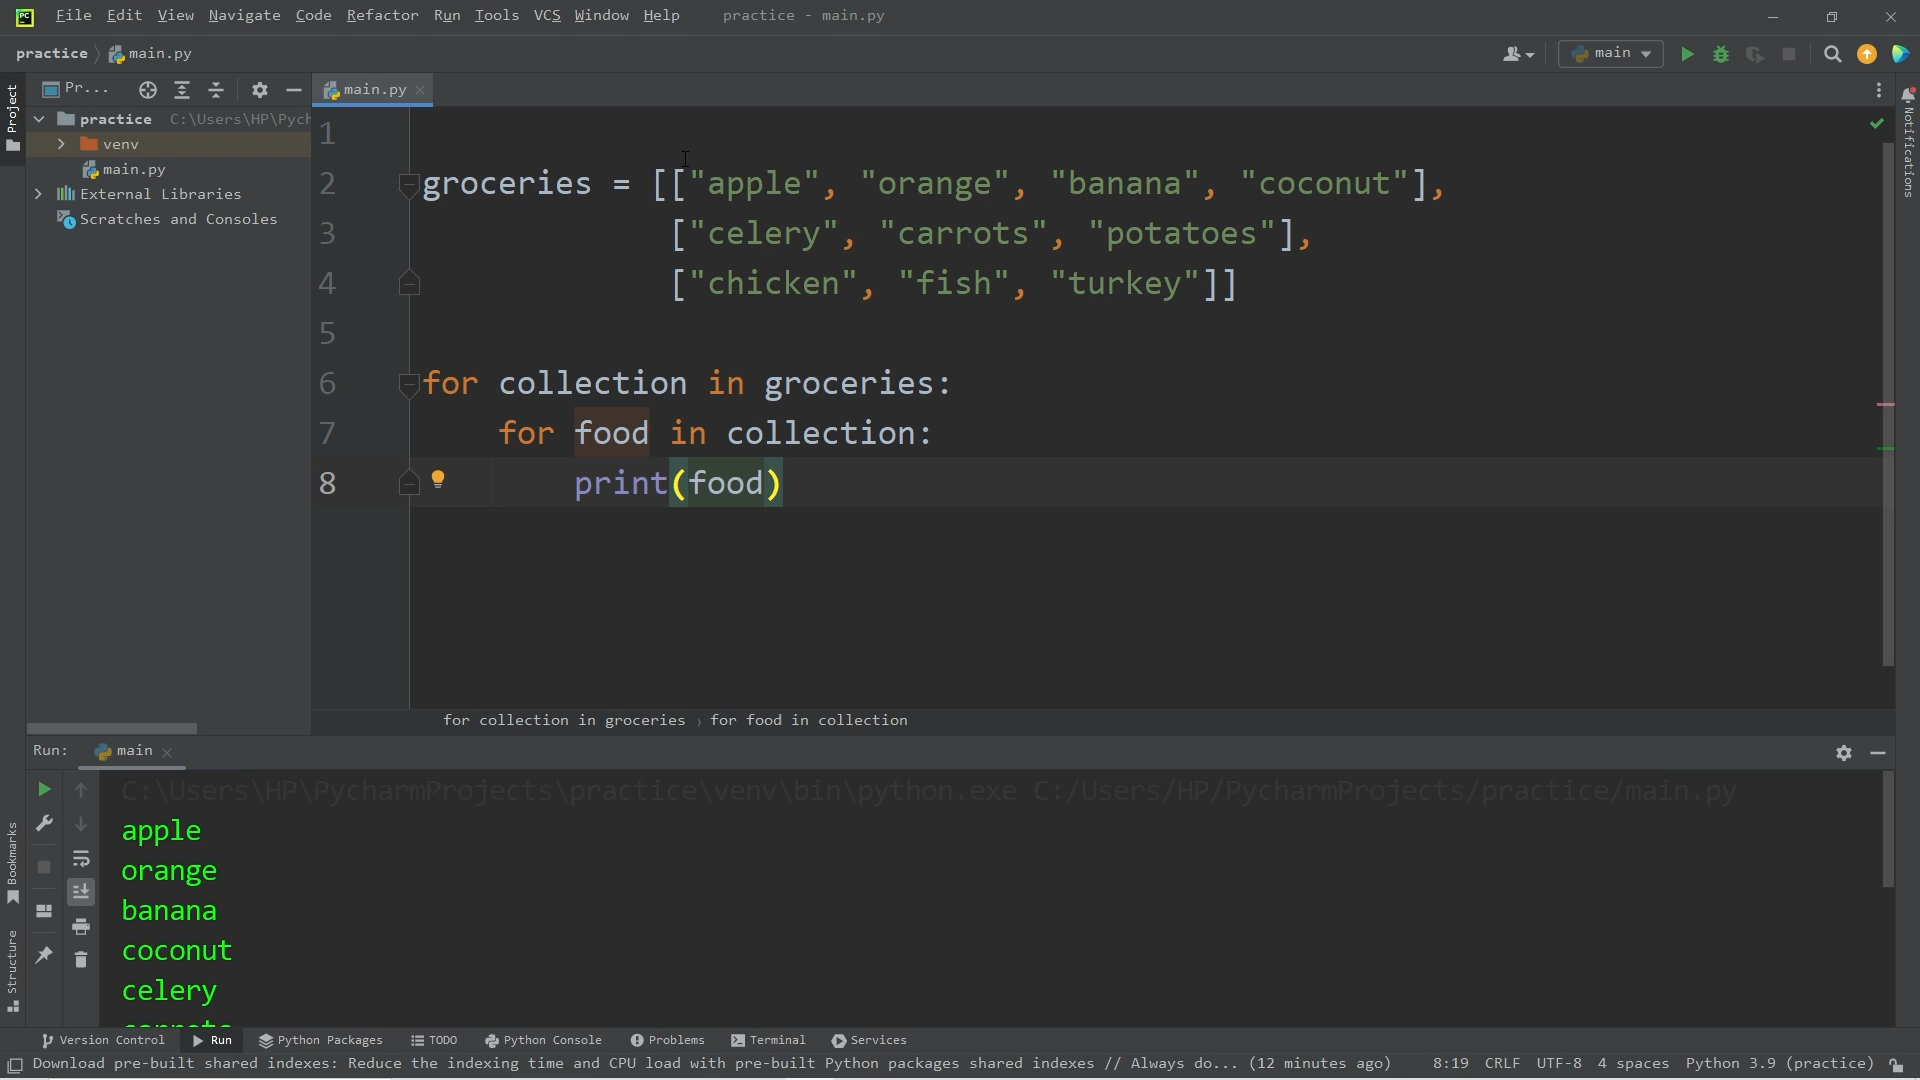 File Edit View Navigate Code Refactor Run Tools VCS Window Help practice - main.py
practice main.py main
Project Pr... main.py
practice C:\Users\HP\Pych
venv
main.py
External Libraries
Scratches and Consoles
1
2 groceries = [["apple", "orange", "banana", "coconut"],
3 ["celery", "carrots", "potatoes"],
4 ["chicken", "fish", "turkey"]]
5
6 for collection in groceries:
7 for food in collection:
8 print(food)
Notifications
for collection in groceries › for food in collection
Run: main
C:\Users\HP\PycharmProjects\practice\venv\bin\python.exe C:/Users/HP/PycharmProjects/practice/main.py
apple
orange
banana
coconut
celery
carrots
Bookmarks
Structure
Version Control Run Python Packages TODO Python Console Problems Terminal Services
Download pre-built shared indexes: Reduce the indexing time and CPU load with pre-built Python packages shared indexes // Always do... (12 minutes ago) 8:19 CRLF UTF-8 4 spaces Python 3.9 (practice)